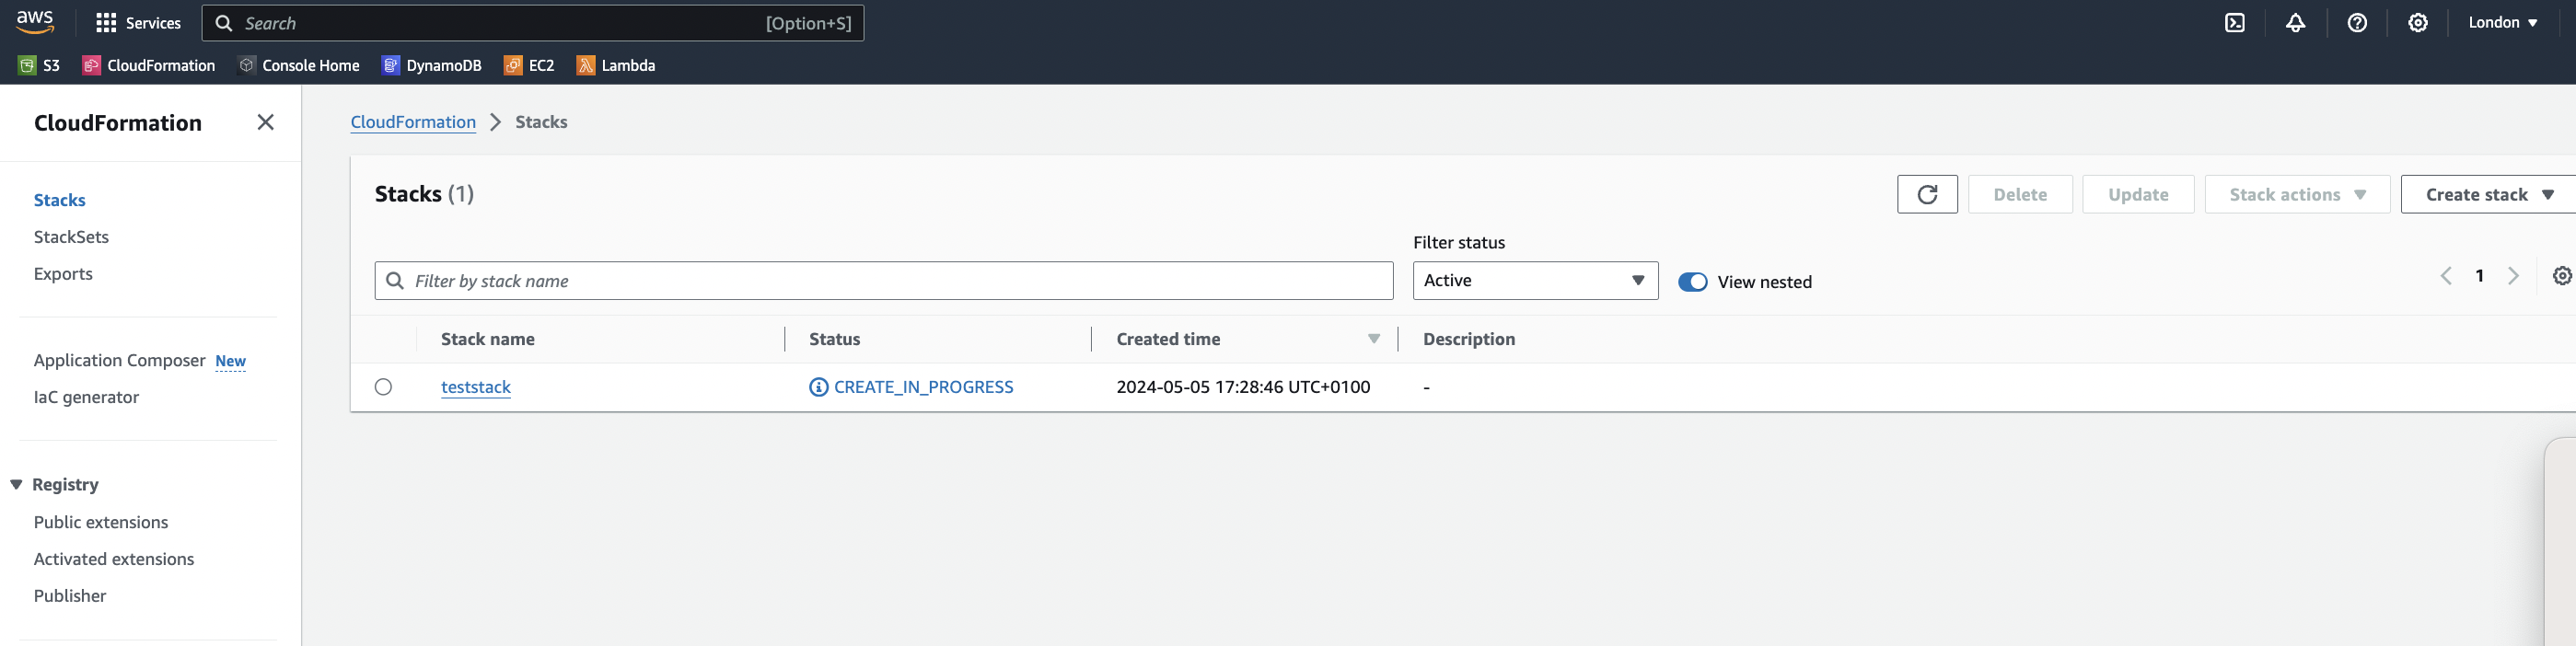 aws
Services
Search [Option+S]
London
S3 CloudFormation Console Home DynamoDB EC2 Lambda
CloudFormation
Stacks
StackSets
Exports
Application Composer New
IaC generator
Registry
Public extensions
Activated extensions
Publisher
CloudFormation Stacks
Stacks (1)
Delete Update Stack actions Create stack
Filter status
Filter by stack name
Active
View nested
1
Stack name Status Created time Description
teststack CREATE_IN_PROGRESS 2024-05-05 17:28:46 UTC+0100 -